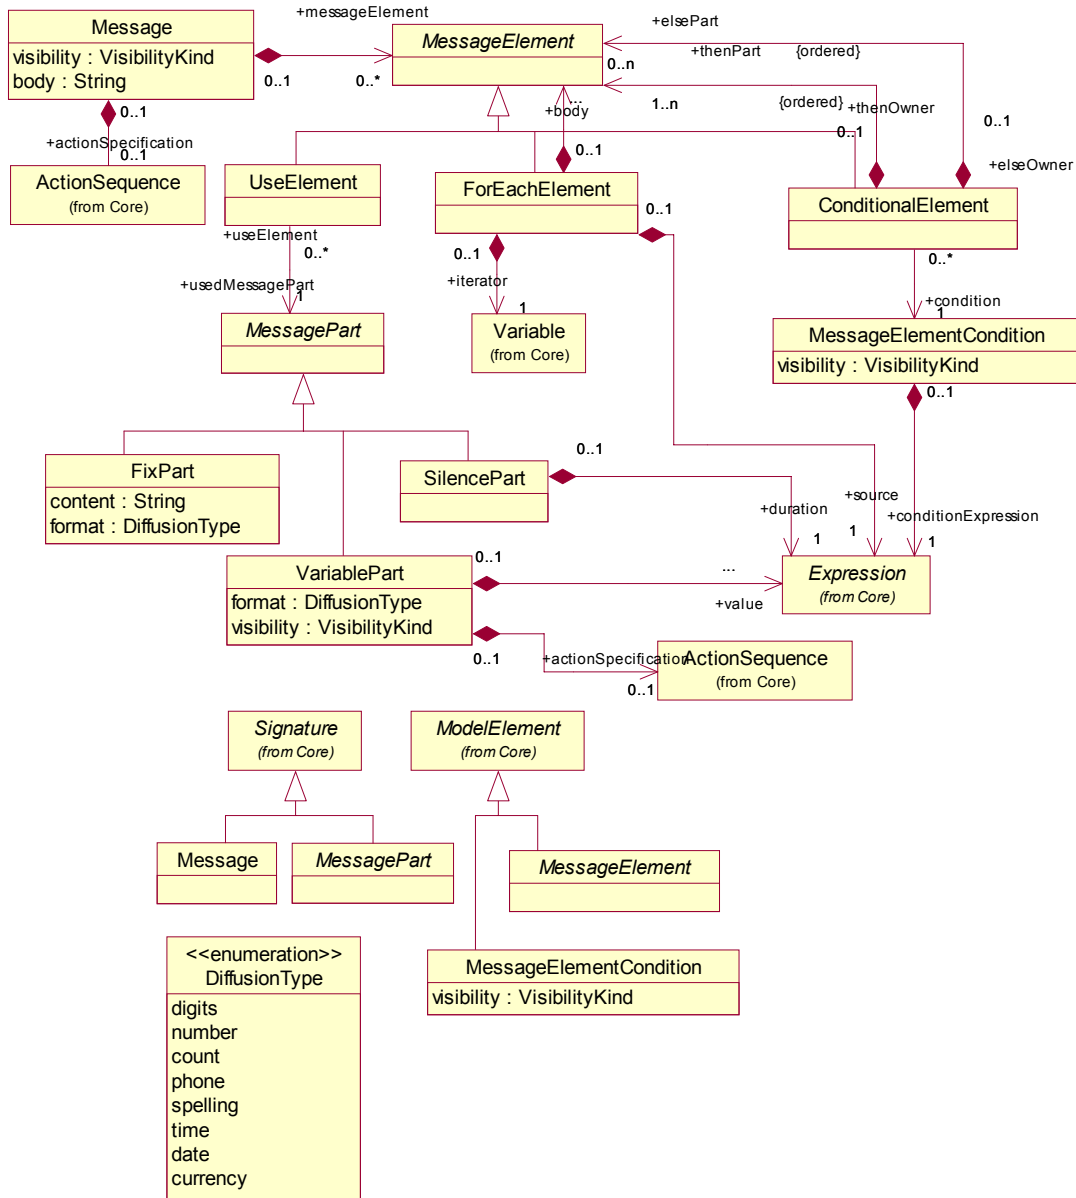 +messageElement
Message
visibility : VisibilityKind
body : String
0..1
0..*
MessageElement
+elsePart
+thenPart
{ordered}
0..n
1..n
{ordered}
+thenOwner
0..1
0..1
+elseOwner
0..1
+actionSpecification
0..1
ActionSequence
(from Core)
...
+body
0..1
UseElement
ForEachElement
ConditionalElement
+useElement
0..*
+usedMessagePart
1
0..1
0..1
+iterator
1
0..*
+condition
1
MessagePart
Variable
(from Core)
MessageElementCondition
visibility : VisibilityKind
0..1
FixPart
content : String
format : DiffusionType
SilencePart
0..1
+duration
1
+source
1
+conditionExpression
1
VariablePart
format : DiffusionType
visibility : VisibilityKind
0..1
...
+value
Expression
(from Core)
0..1
+actionSpecification
0..1
ActionSequence
(from Core)
Signature
(from Core)
ModelElement
(from Core)
Message
MessagePart
MessageElement
MessageElementCondition
visibility : VisibilityKind
<<enumeration>>
DiffusionType
digits
number
count
phone
spelling
time
date
currency